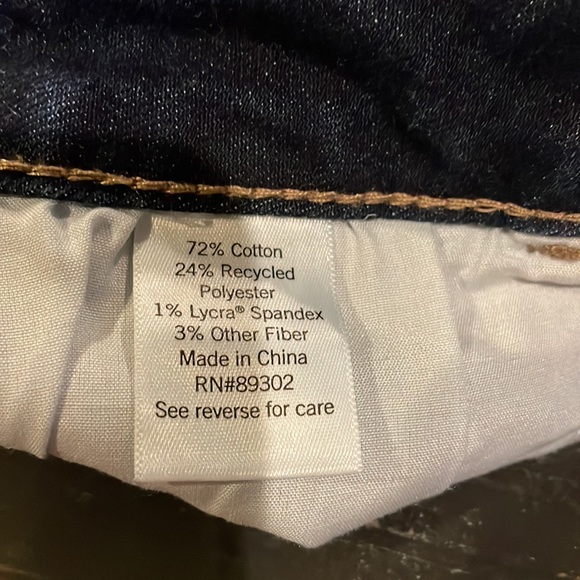 72% Cotton
24% Recycled
Polyester
1% Lycra® Spandex
3% Other Fiber
Made in China
RN#89302
See reverse for care